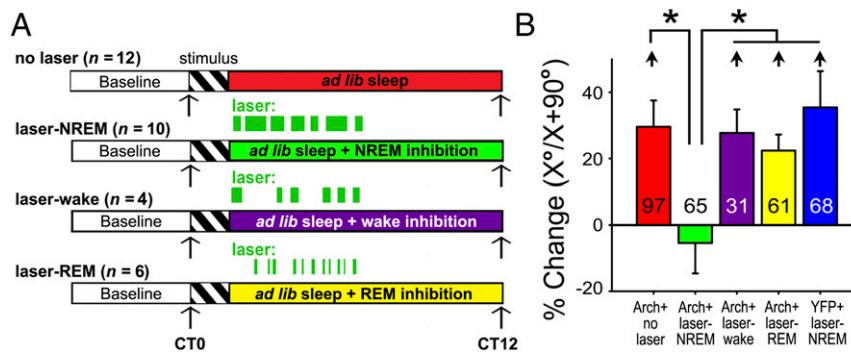 A
no laser (n = 12)
stimulus
Baseline
ad lib sleep
laser:
laser-NREM (n = 10)
Baseline
ad lib sleep + NREM inhibition
laser:
laser-wake (n = 4)
Baseline
ad lib sleep + wake inhibition
laser:
laser-REM (n = 6)
Baseline
ad lib sleep + REM inhibition
CT0
CT12
B
* *
% Change (X°/X+90°)
40
20
0
-20
97
65
31
61
68
Arch+ no laser
Arch+ laser-NREM
Arch+ laser-wake
Arch+ laser-REM
YFP+ laser-NREM